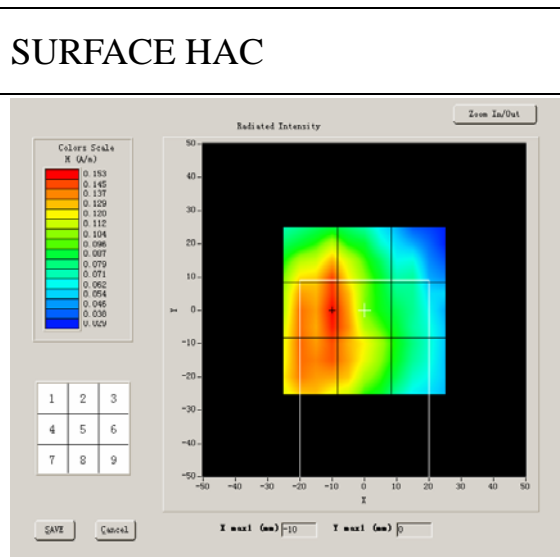 SURFACE HAC
Zoom In/Out
Radiated Intensity
Colors Scale
H (A/m)
0.153
0.145
0.137
0.129
0.120
0.112
0.104
0.096
0.087
0.079
0.071
0.062
0.054
0.046
0.038
0.029
50
40
30
20
10
0
-10
-20
-30
-40
-50
Y
-50 -40 -30 -20 -10 0 10 20 30 40 50
X
1 2 3
4 5 6
7 8 9
SAVE Cancel
X maxi (mm) -10 Y maxi (mm) 0